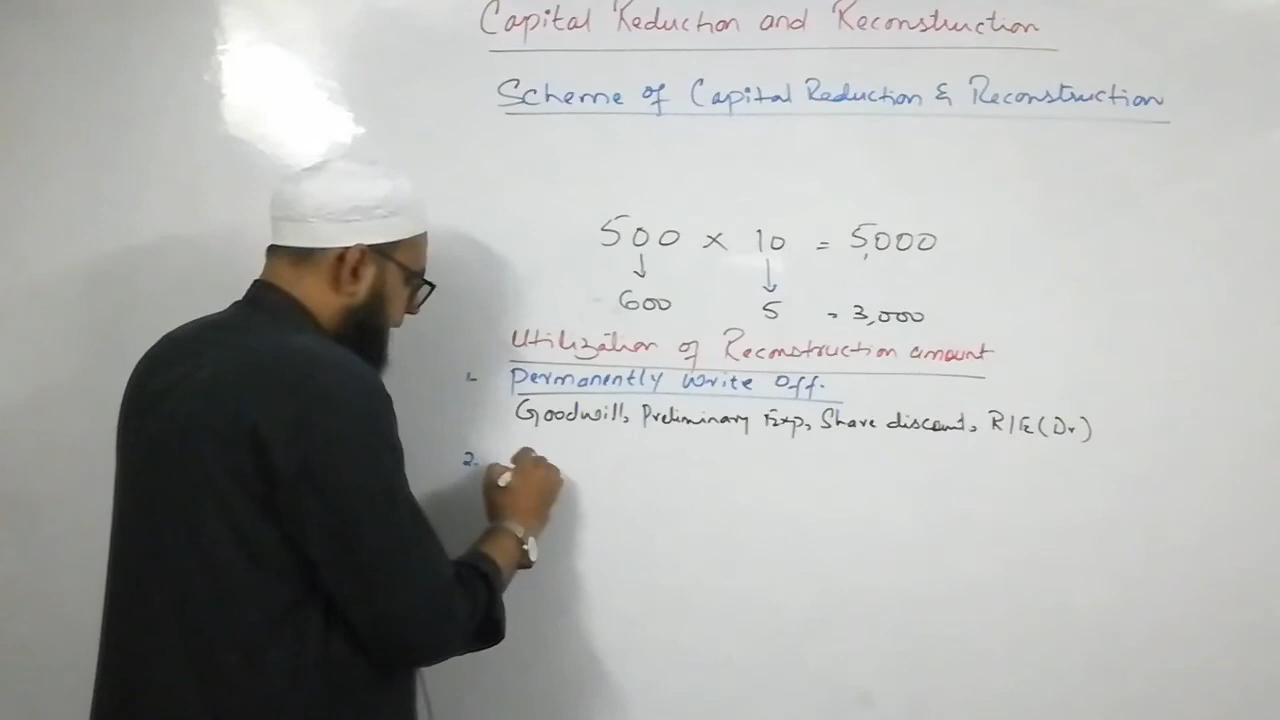 Capital Reduction and Reconstruction
Scheme of Capital Reduction & Reconstruction
500 × 10 = 5,000
↓ ↓
600 5 = 3,000
Utilization of Reconstruction amount
1. Permanently Write Off.
Goodwill, Preliminary Exp, Share discount, R/E (Dr)
2.